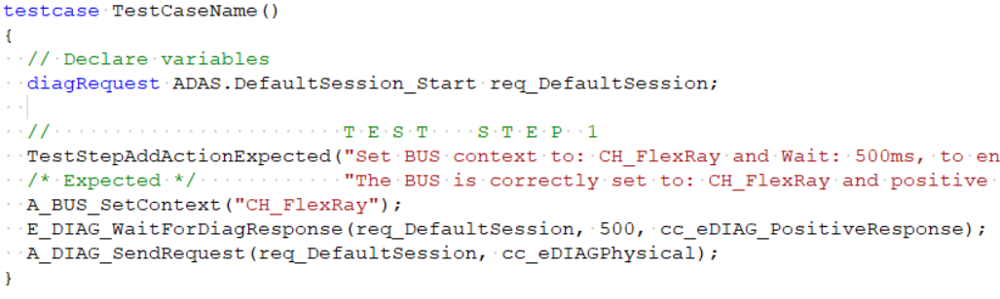 testcase TestCaseName()
{
  // Declare variables
  diagRequest ADAS.DefaultSession_Start req_DefaultSession;
  // T E S T   S T E P  1
  TestStepAddActionExpected("Set BUS context to: CH_FlexRay and Wait: 500ms, to en
  /* Expected */            "The BUS is correctly set to: CH_FlexRay and positive
  A_BUS_SetContext("CH_FlexRay");
  E_DIAG_WaitForDiagResponse(req_DefaultSession, 500, cc_eDIAG_PositiveResponse);
  A_DIAG_SendRequest(req_DefaultSession, cc_eDIAGPhysical);
}